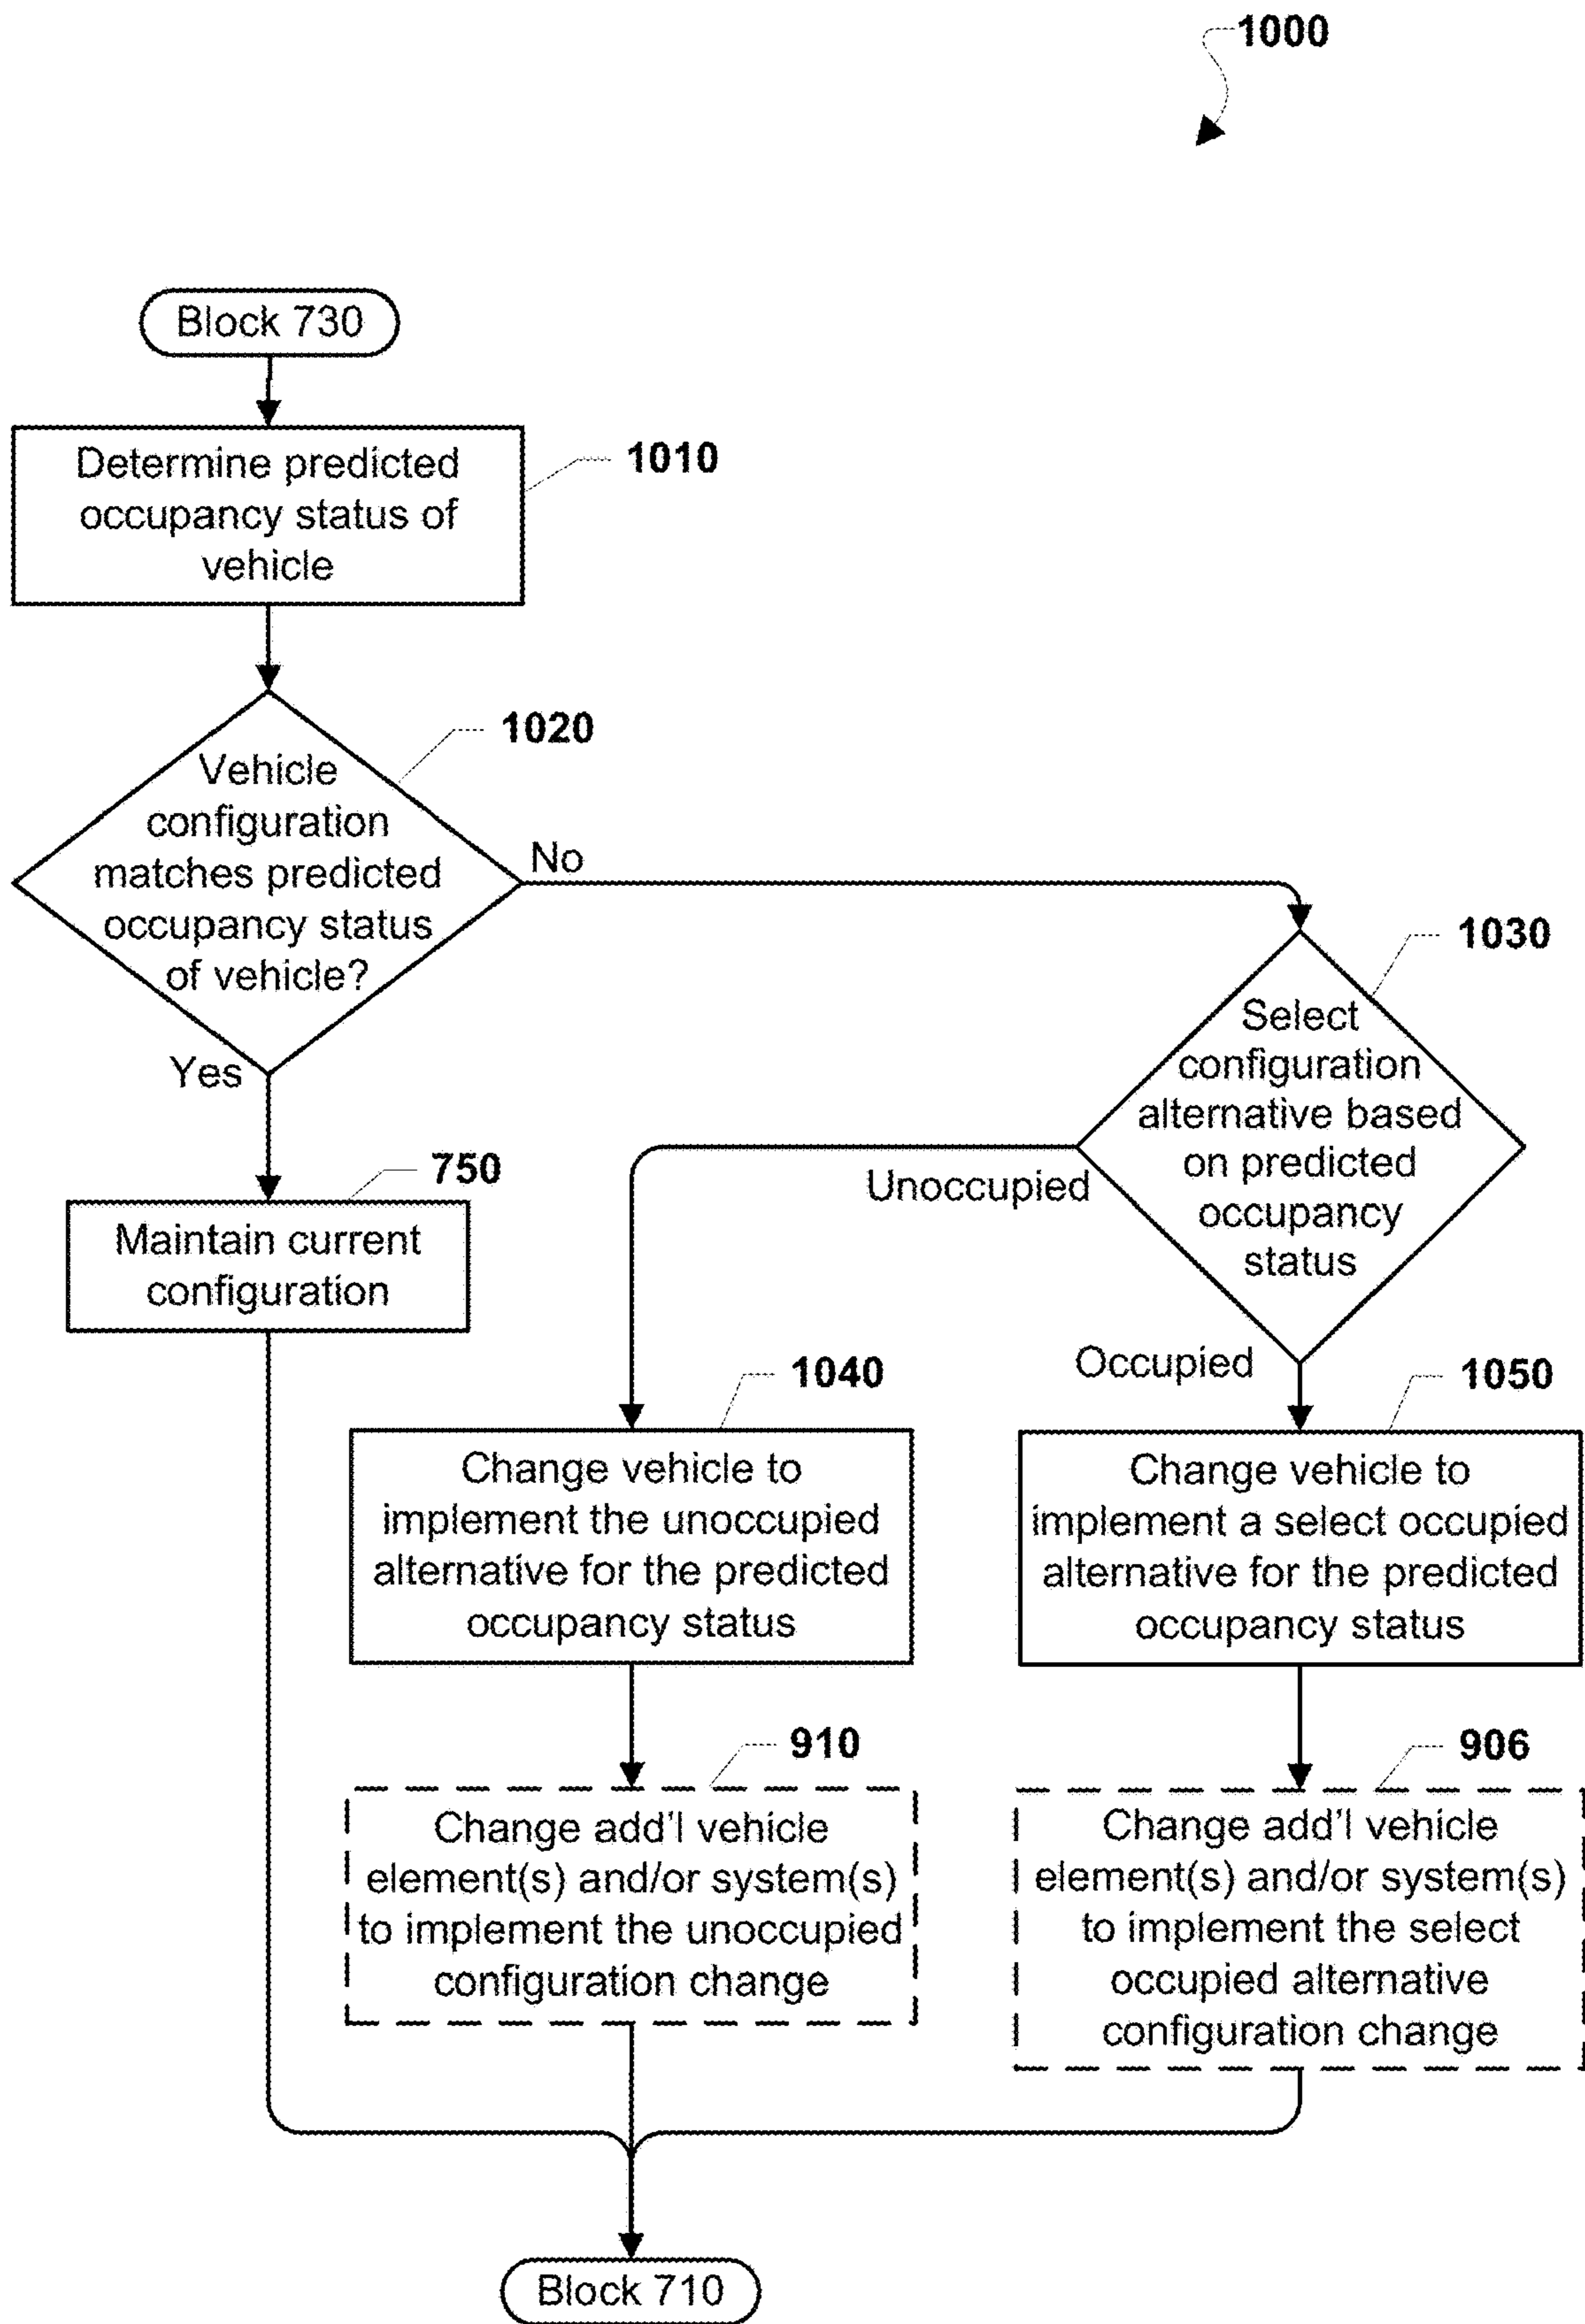 1000
Block 730
Determine predicted
occupancy status of
vehicle
1010
Vehicle
configuration
matches predicted
occupancy status
of vehicle?
1020
No
Yes
1030
Select
configuration
alternative based
on predicted
occupancy
status
Unoccupied
Occupied
750
Maintain current
configuration
1040
Change vehicle to
implement the unoccupied
alternative for the predicted
occupancy status
1050
Change vehicle to
implement a select occupied
alternative for the predicted
occupancy status
910
Change add'l vehicle
element(s) and/or system(s)
to implement the unoccupied
configuration change
906
Change add'l vehicle
element(s) and/or system(s)
to implement the select
occupied alternative
configuration change
Block 710